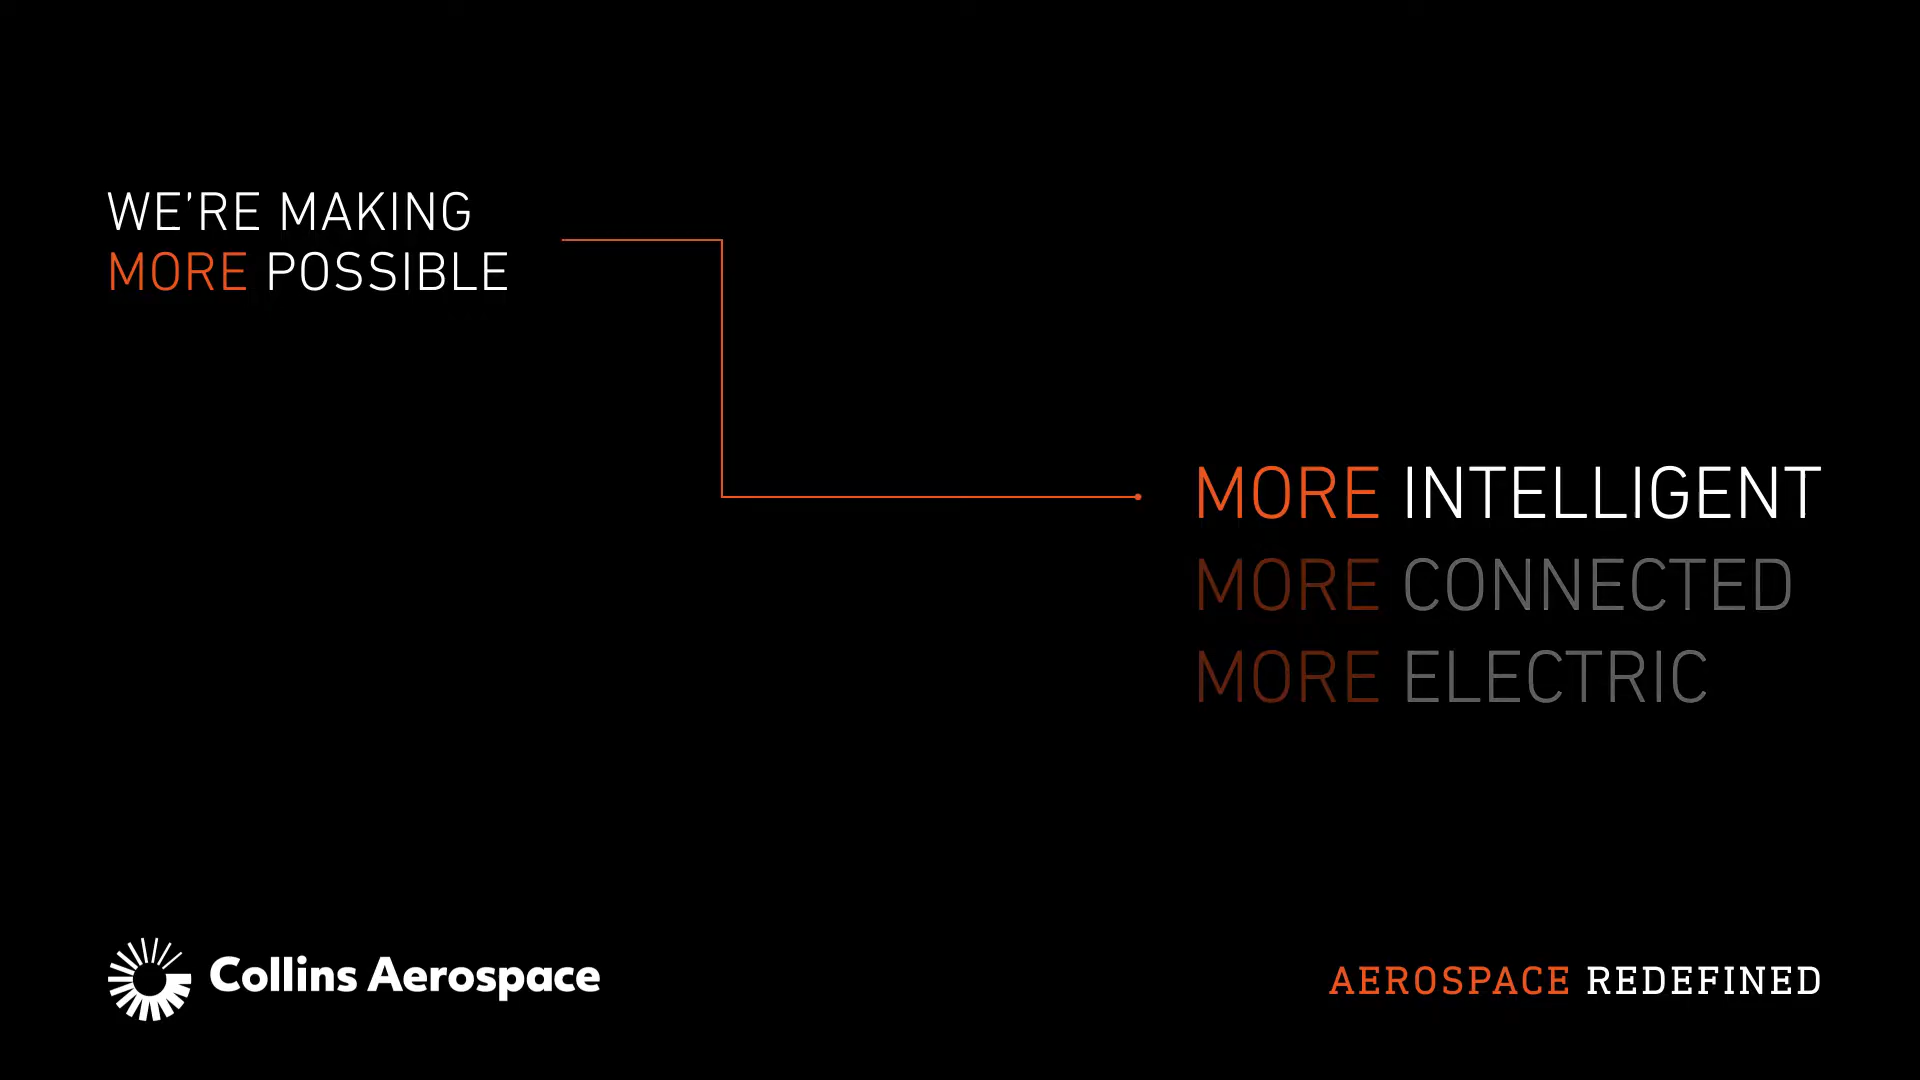 WE’RE MAKING
MORE POSSIBLE
MORE INTELLIGENT
MORE CONNECTED
MORE ELECTRIC
Collins Aerospace
AEROSPACE REDEFINED